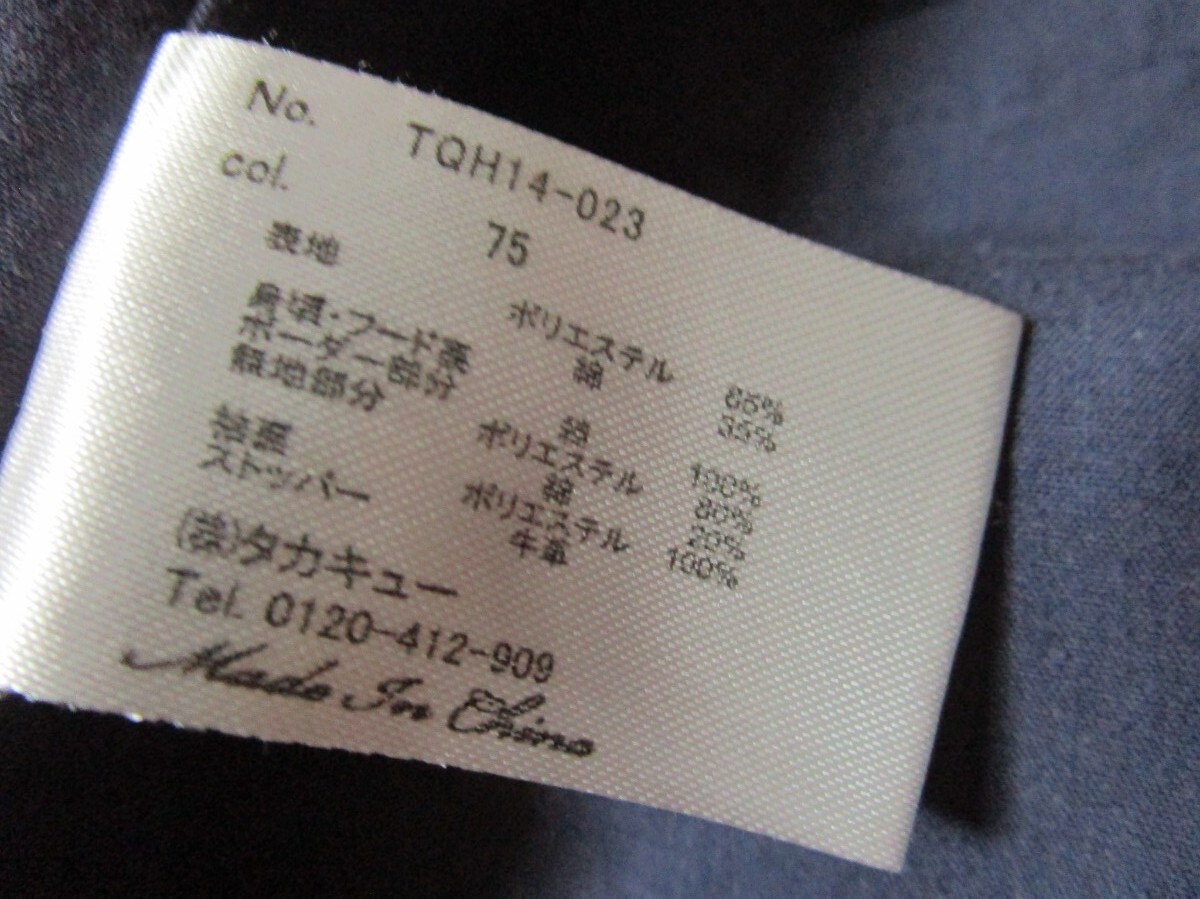 No. TQH14-023
col. 75
表地 ポリエステル 65%
綿 35%
身頃・フード裏
ボーダー部分 綿 100%
無地部分 ポリエステル 80%
綿 20%
袖裏 ポリエステル 100%
ストッパー 牛革
(株)タカキュー
Tel. 0120-412-909
Made In China